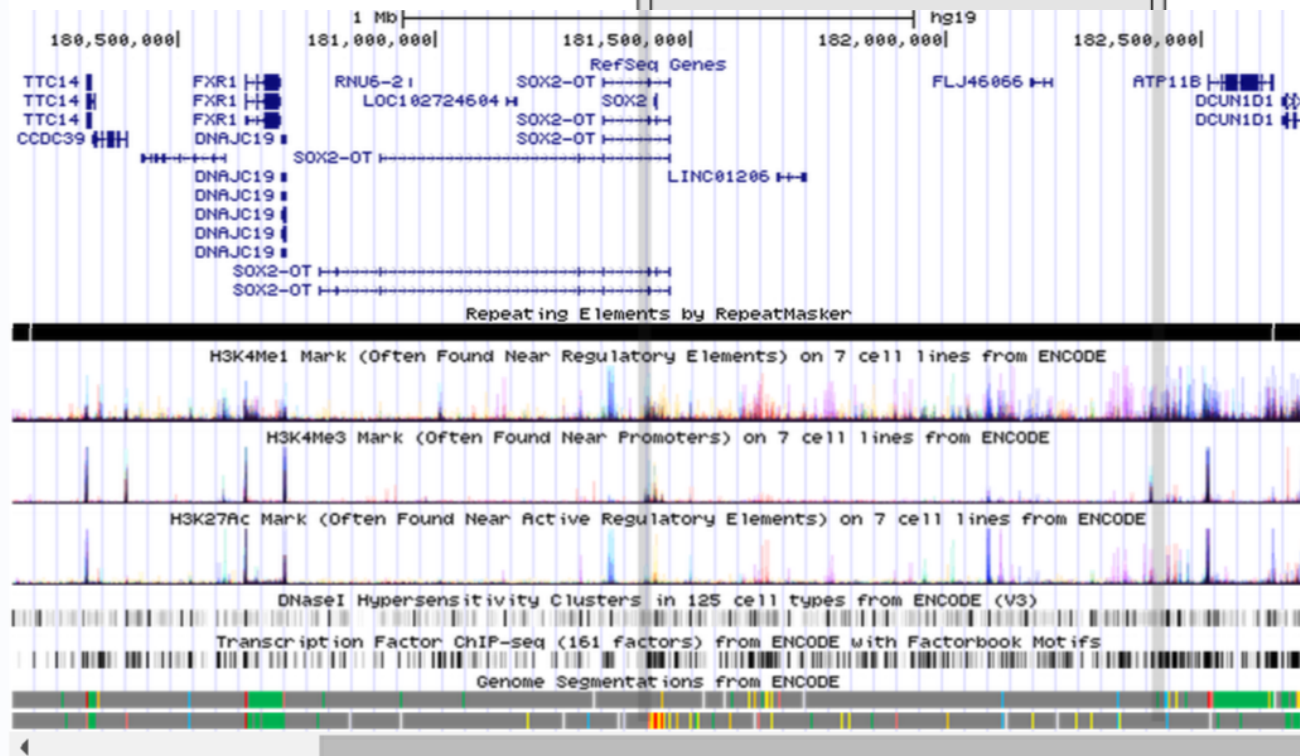 1 Mb hg19
180,500,000| 181,000,000| 181,500,000| 182,000,000| 182,500,000|
RefSeq Genes
TTC14 FXR1 RNU6-2 SOX2-OT FLJ46066 ATP11B
TTC14 FXR1 LOC102724604 SOX2 DCUN1D1
TTC14 FXR1 SOX2-OT DCUN1D1
CCDC39 DNAJC19 SOX2-OT
SOX2-OT
DNAJC19 LINC01206
DNAJC19
DNAJC19
DNAJC19
DNAJC19
SOX2-OT
SOX2-OT
Repeating Elements by RepeatMasker
H3K4Me1 Mark (Often Found Near Regulatory Elements) on 7 cell lines from ENCODE
H3K4Me3 Mark (Often Found Near Promoters) on 7 cell lines from ENCODE
H3K27Ac Mark (Often Found Near Active Regulatory Elements) on 7 cell lines from ENCODE
DNaseI Hypersensitivity Clusters in 125 cell types from ENCODE (V3)
Transcription Factor ChIP-seq (161 factors) from ENCODE with Factorbook Motifs
Genome Segmentations from ENCODE